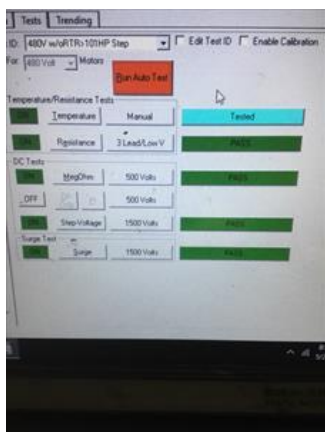 Tests Trending
ID: 480V w/oRTR>101HP Step Edit Test ID Enable Calibration
For: 480 Volt Motors
Run Auto Test
Temperature/Resistance Tests
Temperature Manual Tested
Resistance 3 Lead/Low V PASS
DC Tests
ON MegOhm 500 Volts PASS
OFF 500 Volts
ON Step-Voltage 1500 Volts PASS
Surge Test
ON Surge 1500 Volts PASS